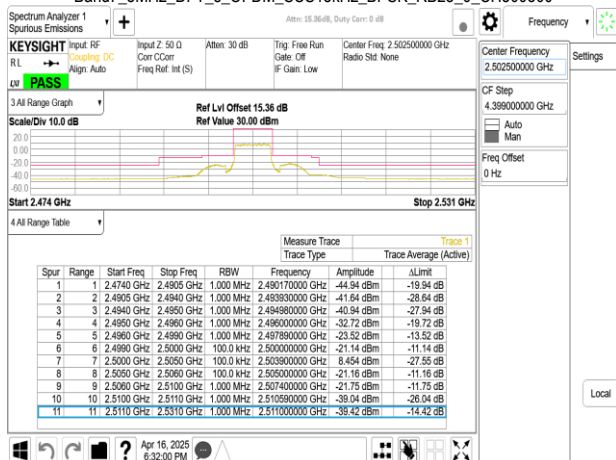 Spectrum Analyzer 1
Spurious Emissions
Attn: 15.36dB, Duty Corr: 0 dB
Frequency
KEYSIGHT
Input: RF
Coupling: DC
Align: Auto
Input Z: 50 Ω
Corr CCorr
Freq Ref: Int (S)
Atten: 30 dB
Trig: Free Run
Gate: Off
IF Gain: Low
Center Freq: 2.502500000 GHz
Radio Std: None
RL
PASS
Center Frequency
2.502500000 GHz
Settings
CF Step
4.399000000 GHz
Auto
Man
Freq Offset
0 Hz
3 All Range Graph
Scale/Div 10.0 dB
Ref Lvl Offset 15.36 dB
Ref Value 30.00 dBm
20.0
0.00
-20.0
-40.0
-60.0
Start 2.474 GHz
Stop 2.531 GHz
4 All Range Table
Measure Trace Trace 1
Trace Type Trace Average (Active)
Spur Range Start Freq Stop Freq RBW Frequency Amplitude ΔLimit
1 1 2.4740 GHz 2.4905 GHz 1.000 MHz 2.490170000 GHz -44.94 dBm -19.94 dB
2 2 2.4905 GHz 2.4940 GHz 1.000 MHz 2.493930000 GHz -41.64 dBm -28.64 dB
3 3 2.4940 GHz 2.4950 GHz 1.000 MHz 2.494980000 GHz -40.94 dBm -27.94 dB
4 4 2.4950 GHz 2.4960 GHz 1.000 MHz 2.496000000 GHz -32.72 dBm -19.72 dB
5 5 2.4960 GHz 2.4990 GHz 1.000 MHz 2.497890000 GHz -23.52 dBm -13.52 dB
6 6 2.4990 GHz 2.5000 GHz 100.0 kHz 2.500000000 GHz -21.14 dBm -11.14 dB
7 7 2.5000 GHz 2.5050 GHz 100.0 kHz 2.503900000 GHz 8.454 dBm -27.55 dB
8 8 2.5050 GHz 2.5060 GHz 100.0 kHz 2.505000000 GHz -21.16 dBm -11.16 dB
9 9 2.5060 GHz 2.5100 GHz 1.000 MHz 2.507400000 GHz -21.75 dBm -11.75 dB
10 10 2.5100 GHz 2.5110 GHz 1.000 MHz 2.510590000 GHz -39.04 dBm -26.04 dB
11 11 2.5110 GHz 2.5310 GHz 1.000 MHz 2.511000000 GHz -39.42 dBm -14.42 dB
Local
Apr 16, 2025
6:32:00 PM